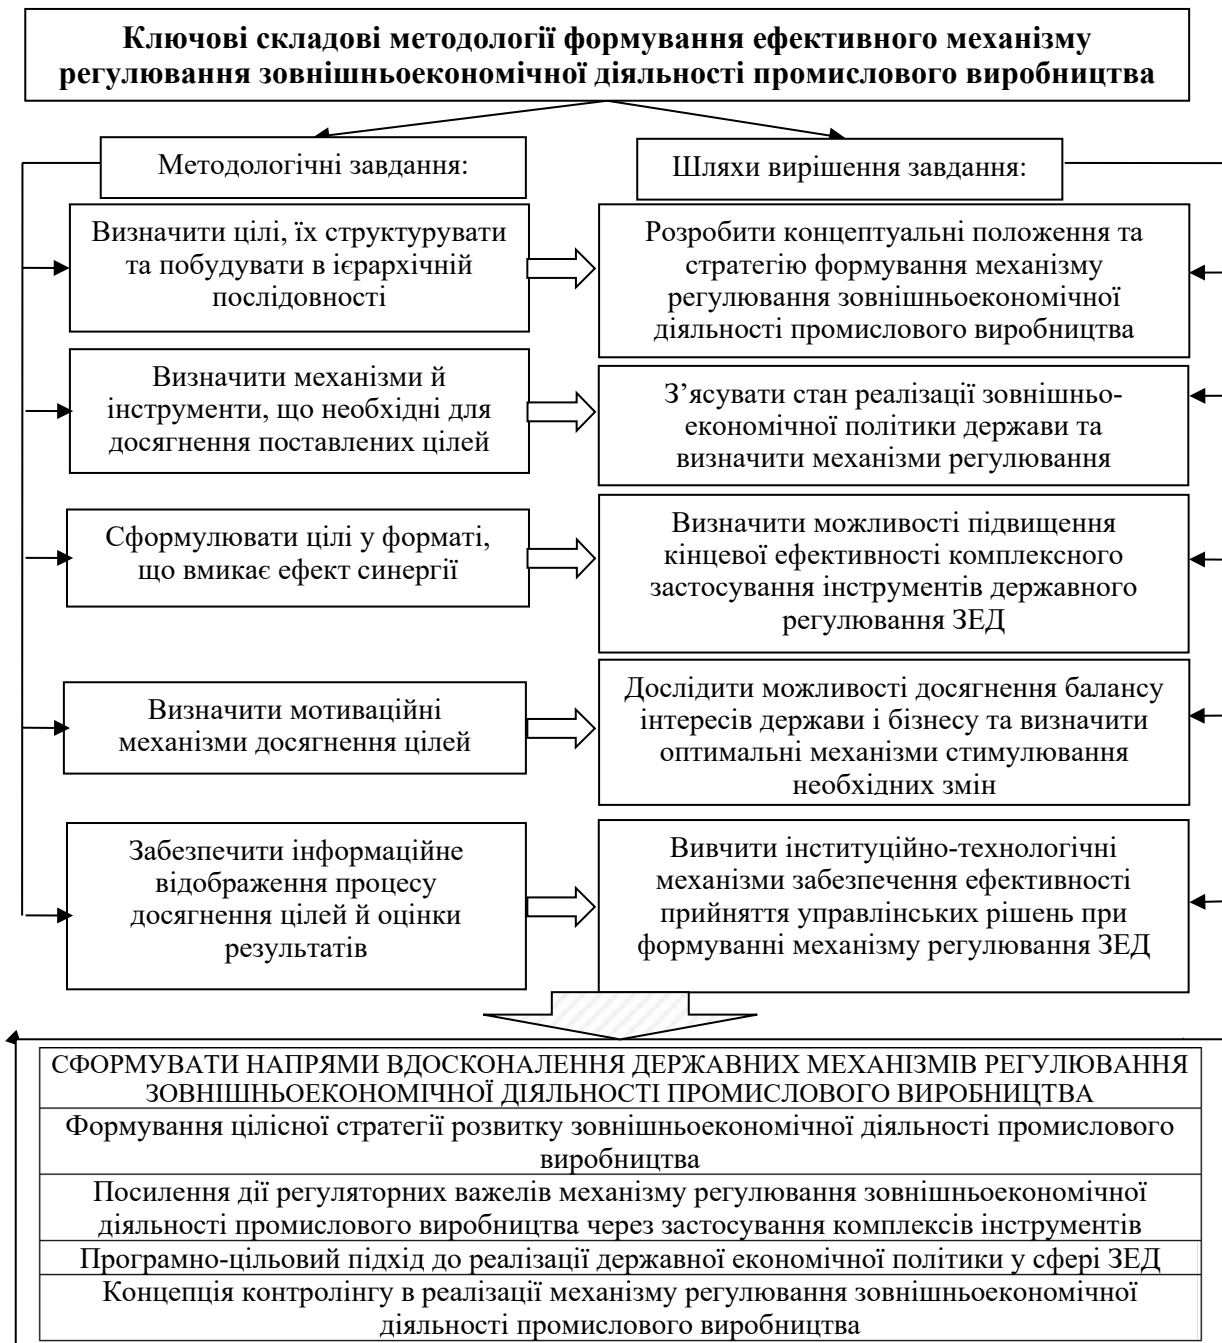 Ключові складові методології формування ефективного механізму
регулювання зовнішньоекономічної діяльності промислового виробництва
Методологічні завдання:
Шляхи вирішення завдання:
Визначити цілі, їх структурувати
та побудувати в ієрархічній
послідовності
Розробити концептуальні положення та
стратегію формування механізму
регулювання зовнішньоекономічної
діяльності промислового виробництва
Визначити механізми й
інструменти, що необхідні для
досягнення поставлених цілей
З’ясувати стан реалізації зовнішньо-
економічної політики держави та
визначити механізми регулювання
Сформулювати цілі у форматі,
що вмикає ефект синергії
Визначити можливості підвищення
кінцевої ефективності комплексного
застосування інструментів державного
регулювання ЗЕД
Визначити мотиваційні
механізми досягнення цілей
Дослідити можливості досягнення балансу
інтересів держави і бізнесу та визначити
оптимальні механізми стимулювання
необхідних змін
Забезпечити інформаційне
відображення процесу
досягнення цілей й оцінки
результатів
Вивчити інституційно-технологічні
механізми забезпечення ефективності
прийняття управлінських рішень при
формуванні механізму регулювання ЗЕД
СФОРМУВАТИ НАПРЯМИ ВДОСКОНАЛЕННЯ ДЕРЖАВНИХ МЕХАНІЗМІВ РЕГУЛЮВАННЯ
ЗОВНІШНЬОЕКОНОМІЧНОЇ ДІЯЛЬНОСТІ ПРОМИСЛОВОГО ВИРОБНИЦТВА
Формування цілісної стратегії розвитку зовнішньоекономічної діяльності промислового
виробництва
Посилення дії регуляторних важелів механізму регулювання зовнішньоекономічної
діяльності промислового виробництва через застосування комплексів інструментів
Програмно-цільовий підхід до реалізації державної економічної політики у сфері ЗЕД
Концепція контролінгу в реалізації механізму регулювання зовнішньоекономічної
діяльності промислового виробництва